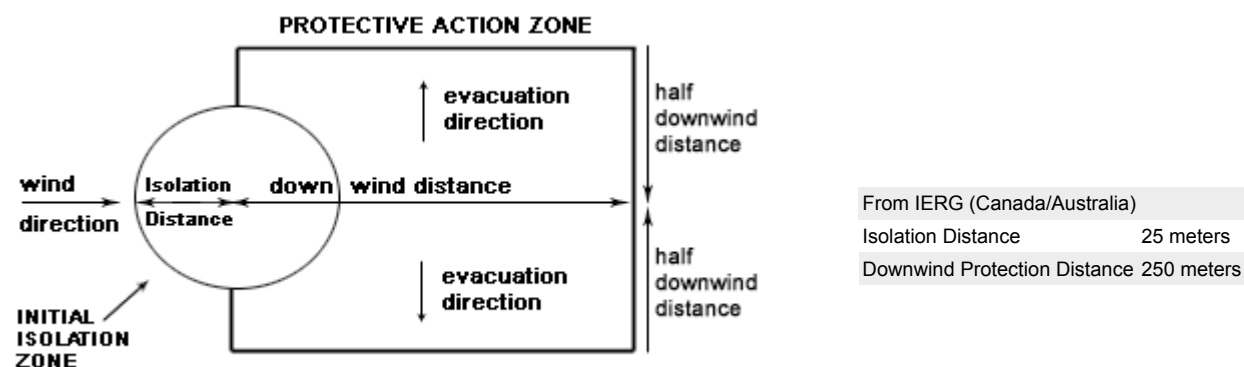 PROTECTIVE ACTION ZONE
evacuation
direction
half
downwind
distance
wind
direction
Isolation
Distance
down wind distance
evacuation
direction
half
downwind
distance
INITIAL
ISOLATION
ZONE
From IERG (Canada/Australia)
Isolation Distance 25 meters
Downwind Protection Distance 250 meters